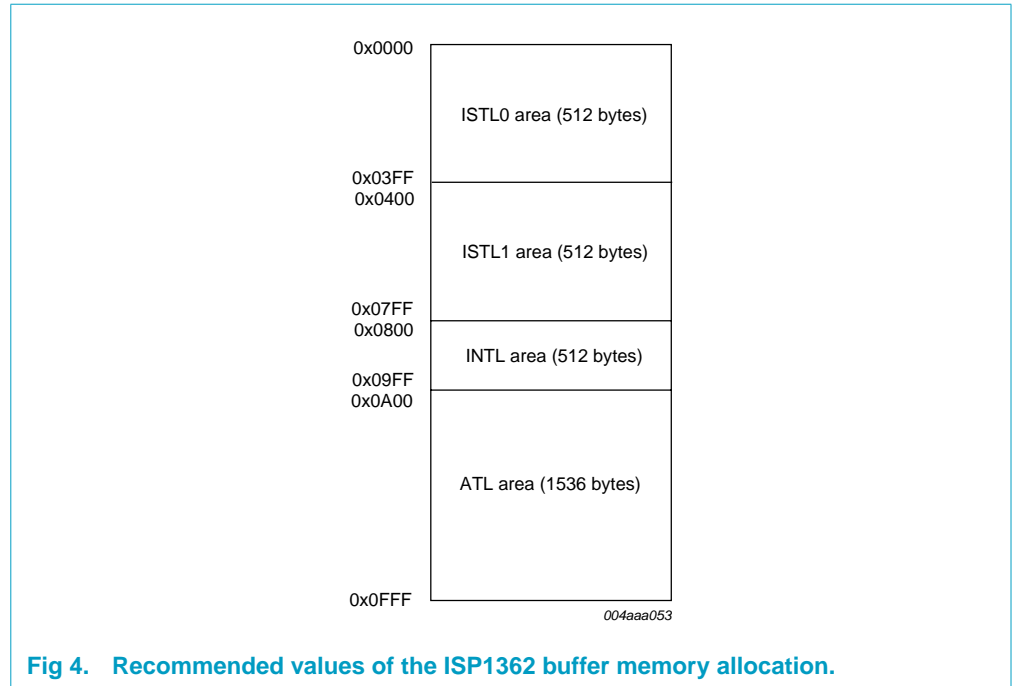 0x0000
ISTL0 area (512 bytes)
0x03FF
0x0400
ISTL1 area (512 bytes)
0x07FF
0x0800
INTL area (512 bytes)
0x09FF
0x0A00
ATL area (1536 bytes)
0x0FFF
004aaa053
Fig 4. Recommended values of the ISP1362 buffer memory allocation.